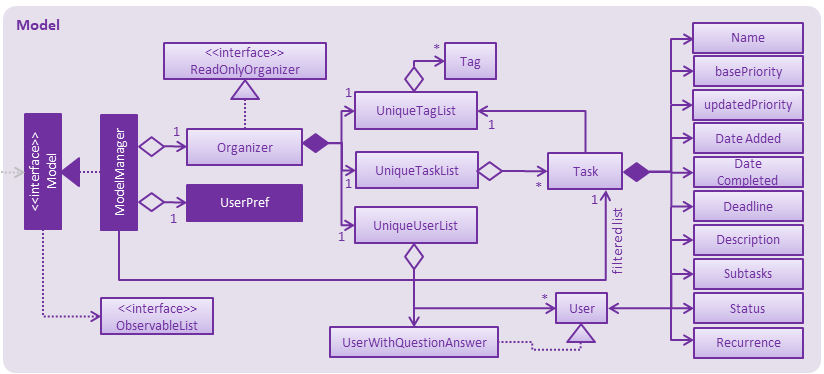 Model
<<interface>>
ReadOnlyOrganizer
*
Tag
Name
basePriority
updatedPriority
Date Added
Date
Completed
Deadline
Description
Subtasks
Status
Recurrence
<<interface>>
Model
ModelManager
1
Organizer
1
UniqueTagList
1
1
UniqueTaskList
*
Task
1
1
UserPref
1
UniqueUserList
filtered list
<<interface>>
ObservableList
*
User
UserWithQuestionAnswer